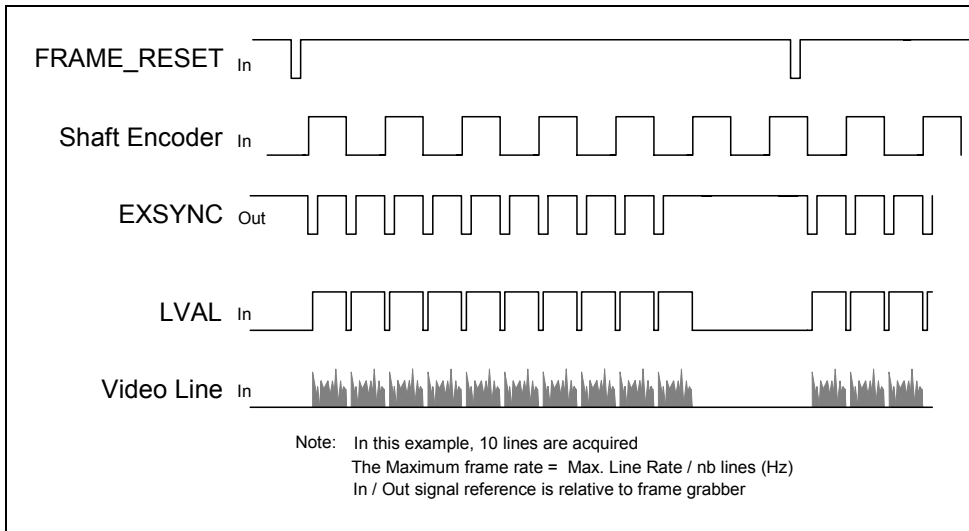 FRAME_RESET In
Shaft Encoder In
EXSYNC Out
LVAL In
Video Line In
Note: In this example, 10 lines are acquired
The Maximum frame rate = Max. Line Rate / nb lines (Hz)
In / Out signal reference is relative to frame grabber